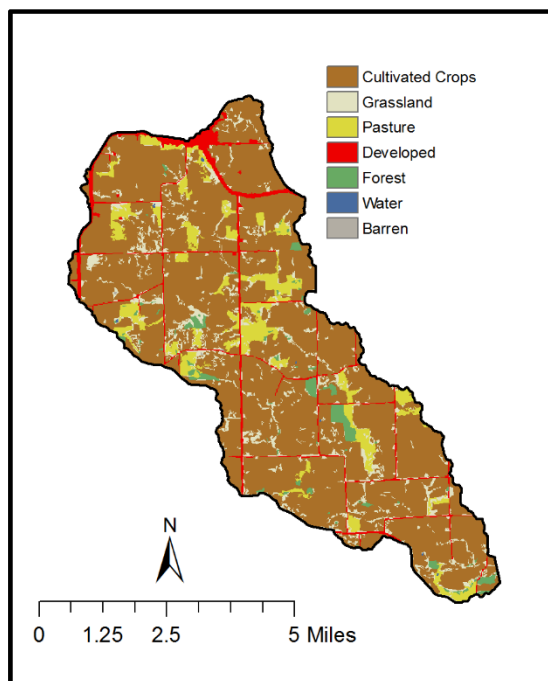 Cultivated Crops
Grassland
Pasture
Developed
Forest
Water
Barren
N
0 1.25 2.5 5 Miles